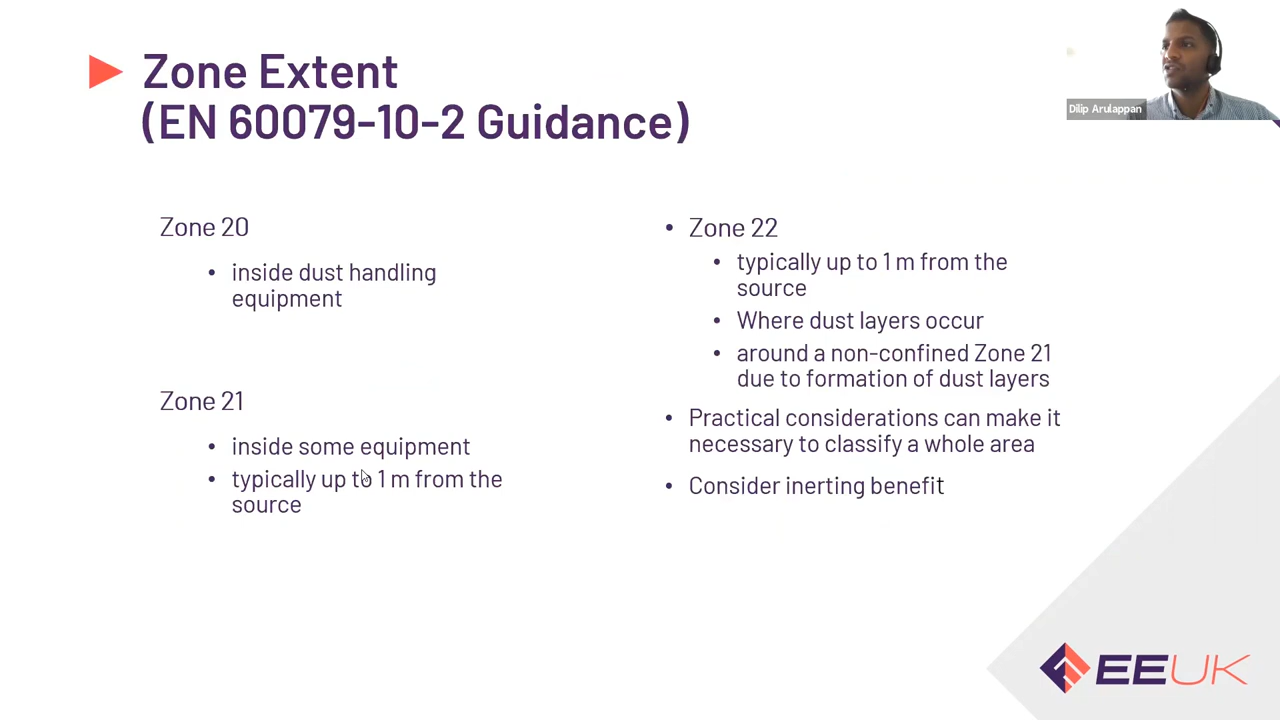 Zone Extent
(EN 60079-10-2 Guidance)
Dilip Arulappan
Zone 20
• inside dust handling
equipment
Zone 21
• inside some equipment
• typically up to 1 m from the
source
• Zone 22
• typically up to 1 m from the
source
• Where dust layers occur
• around a non-confined Zone 21
due to formation of dust layers
• Practical considerations can make it
necessary to classify a whole area
• Consider inerting benefit
EEUK